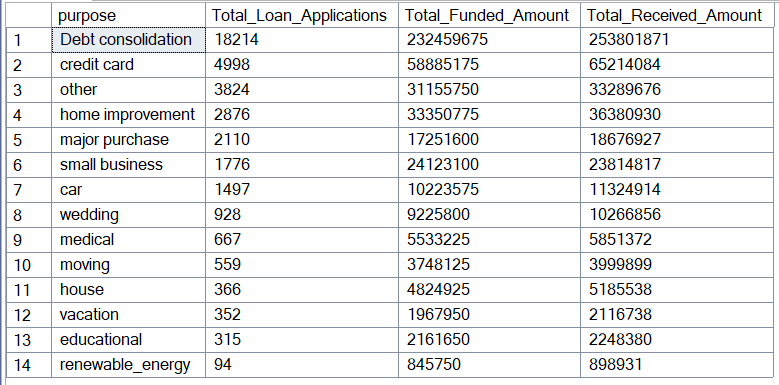 purpose Total_Loan_Applications Total_Funded_Amount Total_Received_Amount
1 Debt consolidation 18214 232459675 253801871
2 credit card 4998 58885175 65214084
3 other 3824 31155750 33289676
4 home improvement 2876 33350775 36380930
5 major purchase 2110 17251600 18676927
6 small business 1776 24123100 23814817
7 car 1497 10223575 11324914
8 wedding 928 9225800 10266856
9 medical 667 5533225 5851372
10 moving 559 3748125 3999899
11 house 366 4824925 5185538
12 vacation 352 1967950 2116738
13 educational 315 2161650 2248380
14 renewable_energy 94 845750 898931